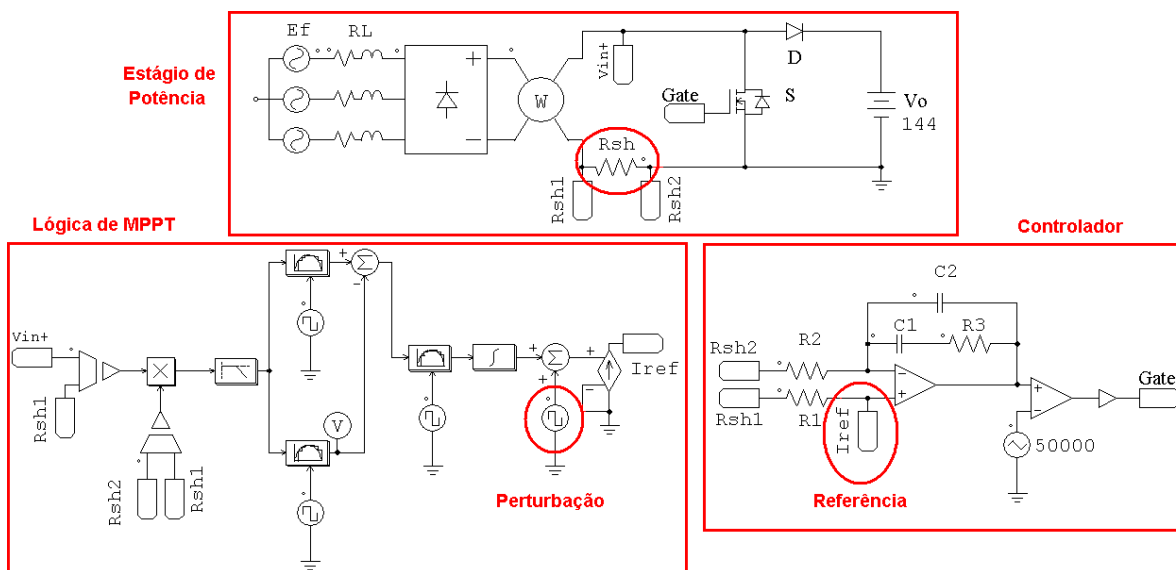 Estágio de
Potência
Ef
RL
+
−
W
Vin+
Gate
S
D
Vo
144
Rsh
Rsh1
Rsh2
Lógica de MPPT
Vin+
Rsh1
Rsh2
Rsh1
V
+
−
Σ
+
+
Σ
+
−
Iref
Perturbação
Controlador
C2
C1
R3
R2
Rsh2
Rsh1
R1
Iref
−
+
+
−
50000
Gate
Referência